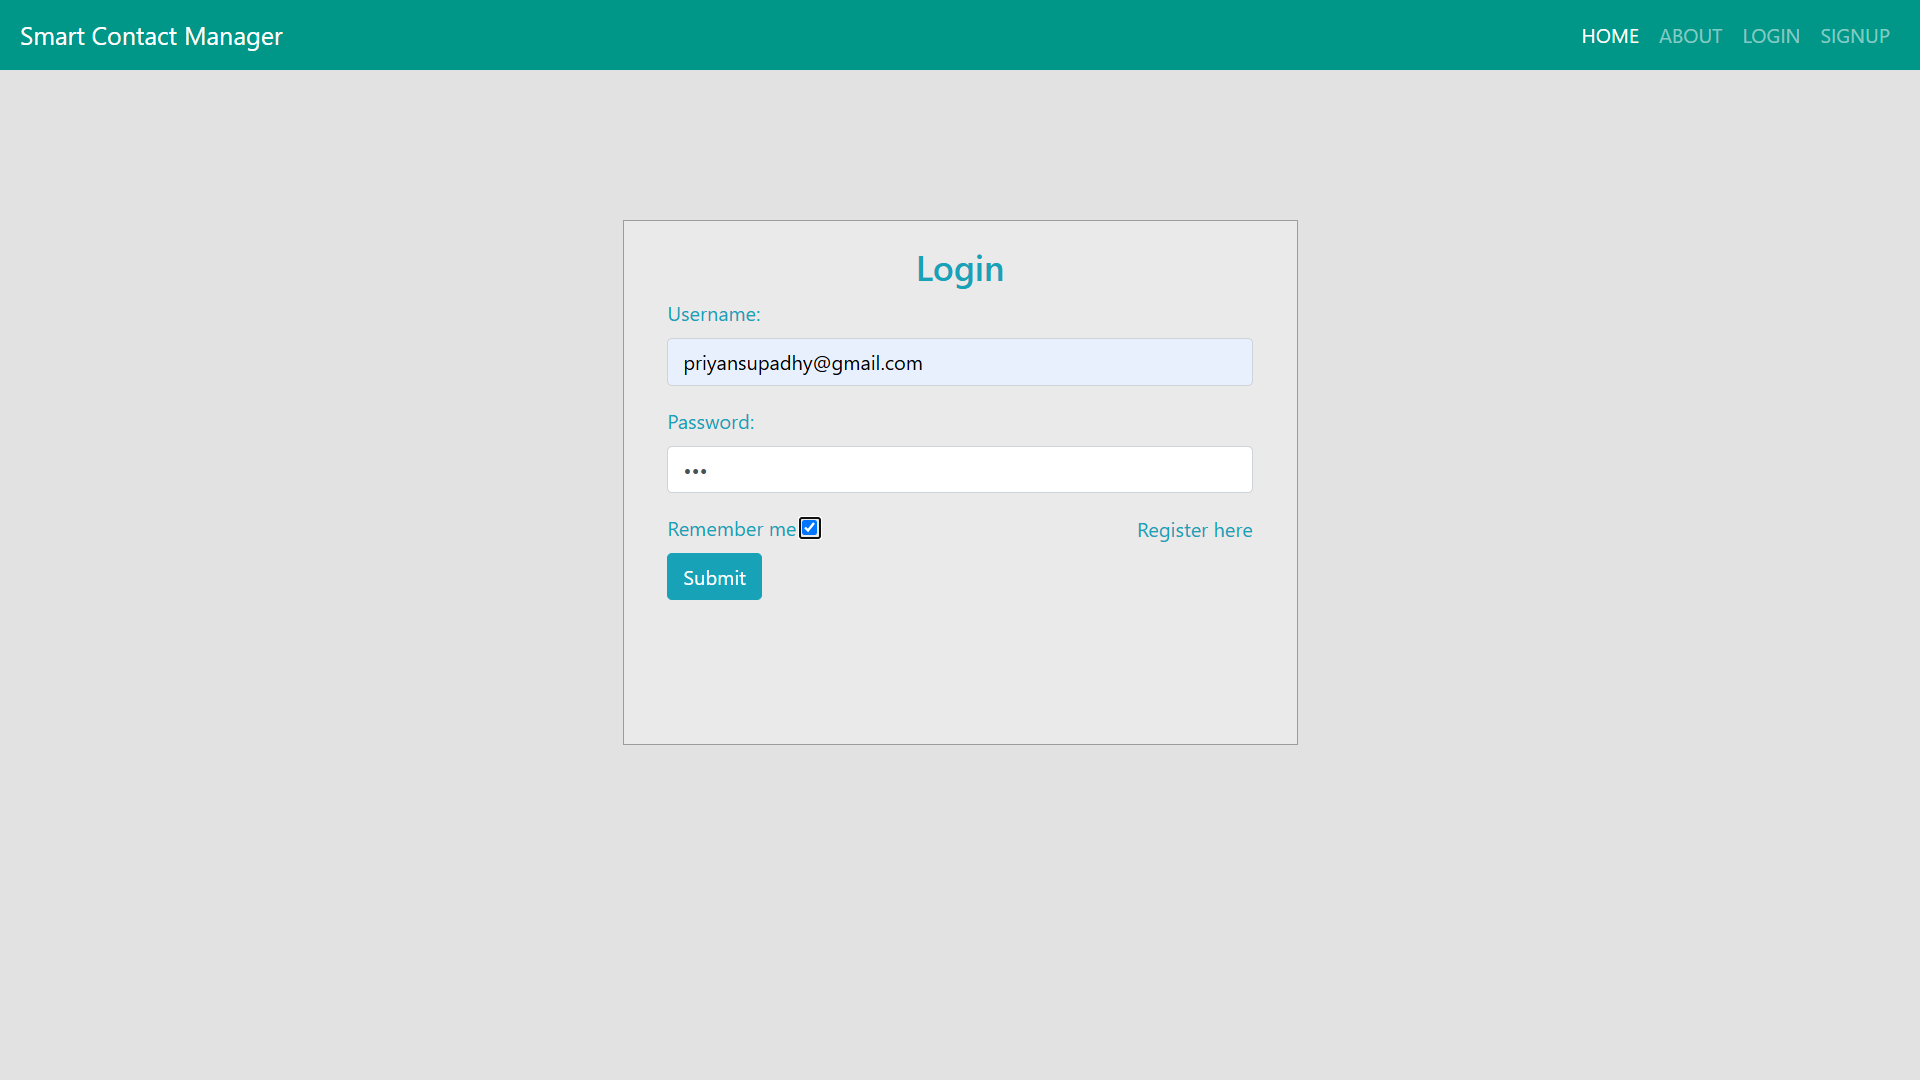 Smart Contact Manager
HOME ABOUT LOGIN SIGNUP
Login
Username:
priyansupadhy@gmail.com
Password:
•••
Remember me
Register here
Submit